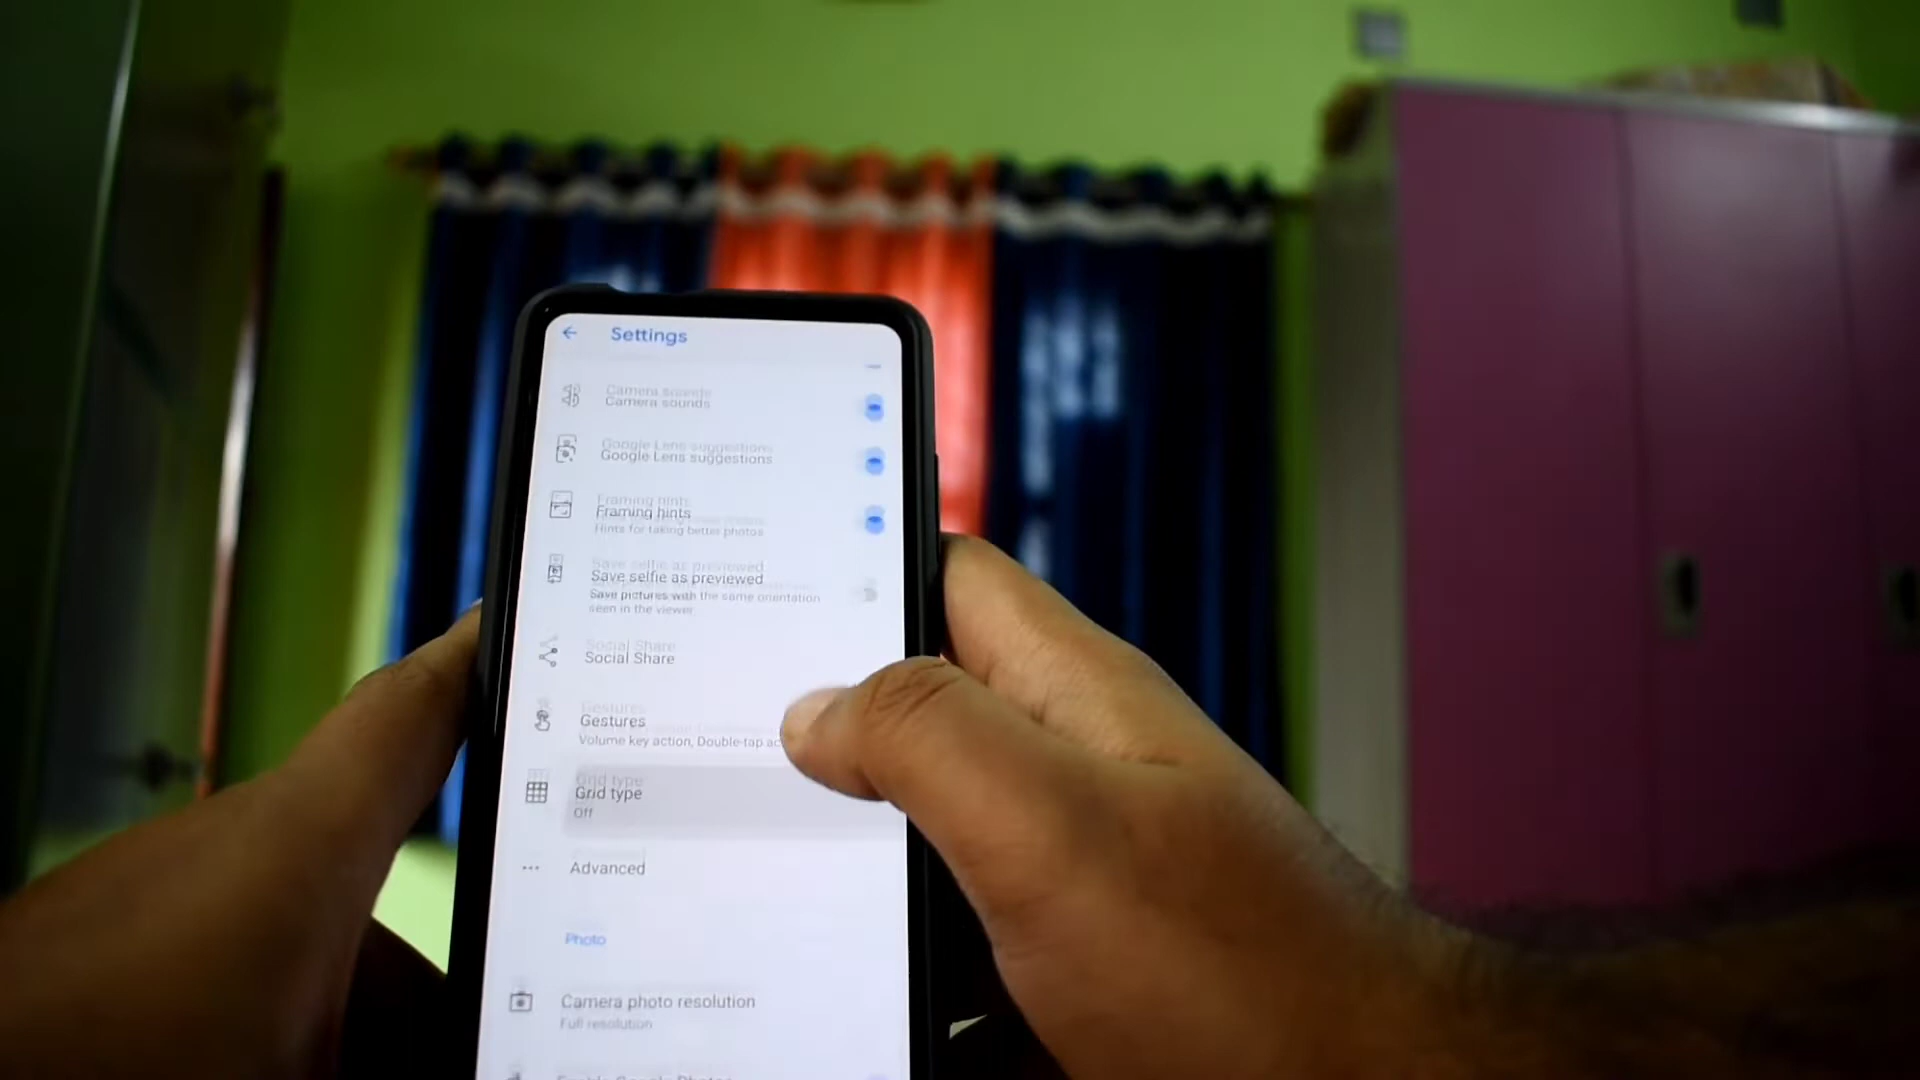 Settings
Camera sounds
Google Lens suggestions
Framing hints
Hints for taking better photos
Save selfie as previewed
Save pictures with the same orientation
seen in the viewer
Social Share
Gestures
Volume key action, Double-tap
Grid type
Off
Advanced
Photo
Camera photo resolution
Full resolution